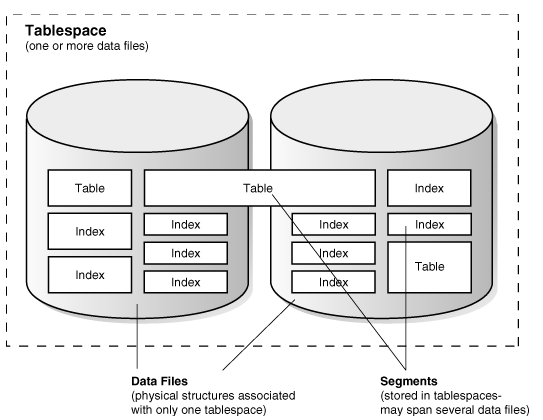 Tablespace
(one or more data files)
Table
Table
Index
Index
Index
Index
Index
Index
Index
Index
Index
Index
Index
Table
Data Files
(physical structures associated
with only one tablespace)
Segments
(stored in tablespaces-
may span several data files)